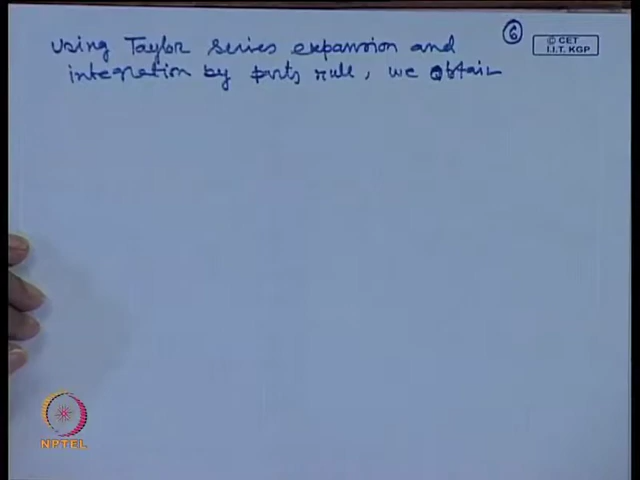 using Taylor series expansion and
integration by parts rule, we obtain
6
© CET
I.I.T. KGP
NPTEL